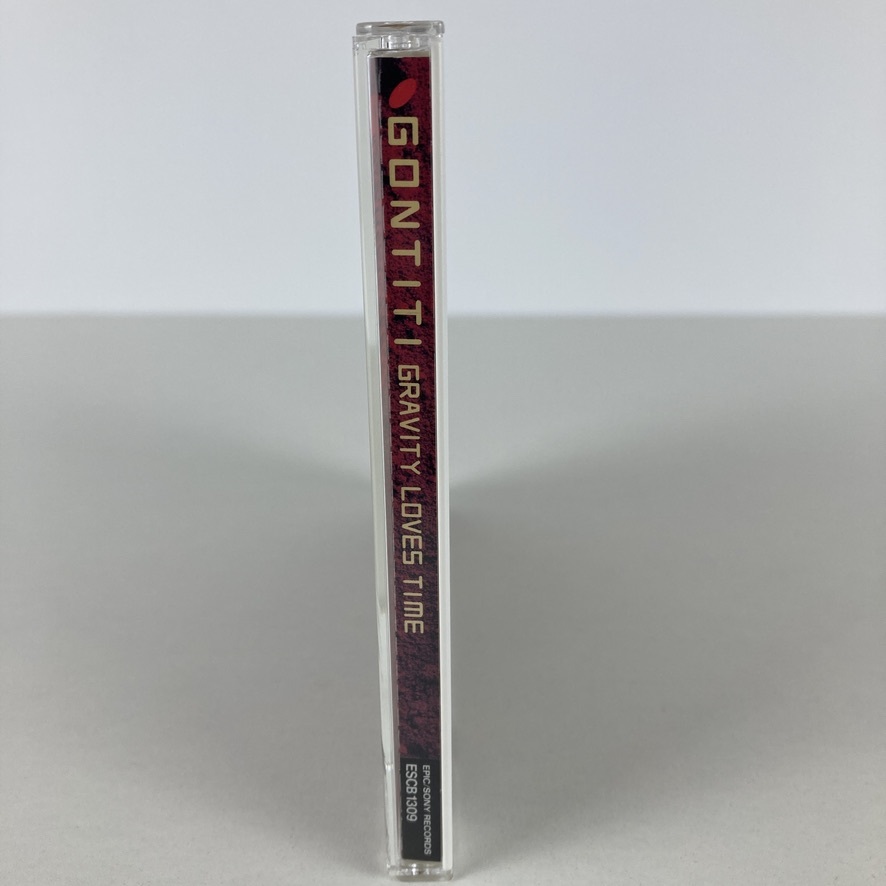 GONTITI GRAVITY LOVES TIME
EPIC/SONY RECORDS
ESCB 1309